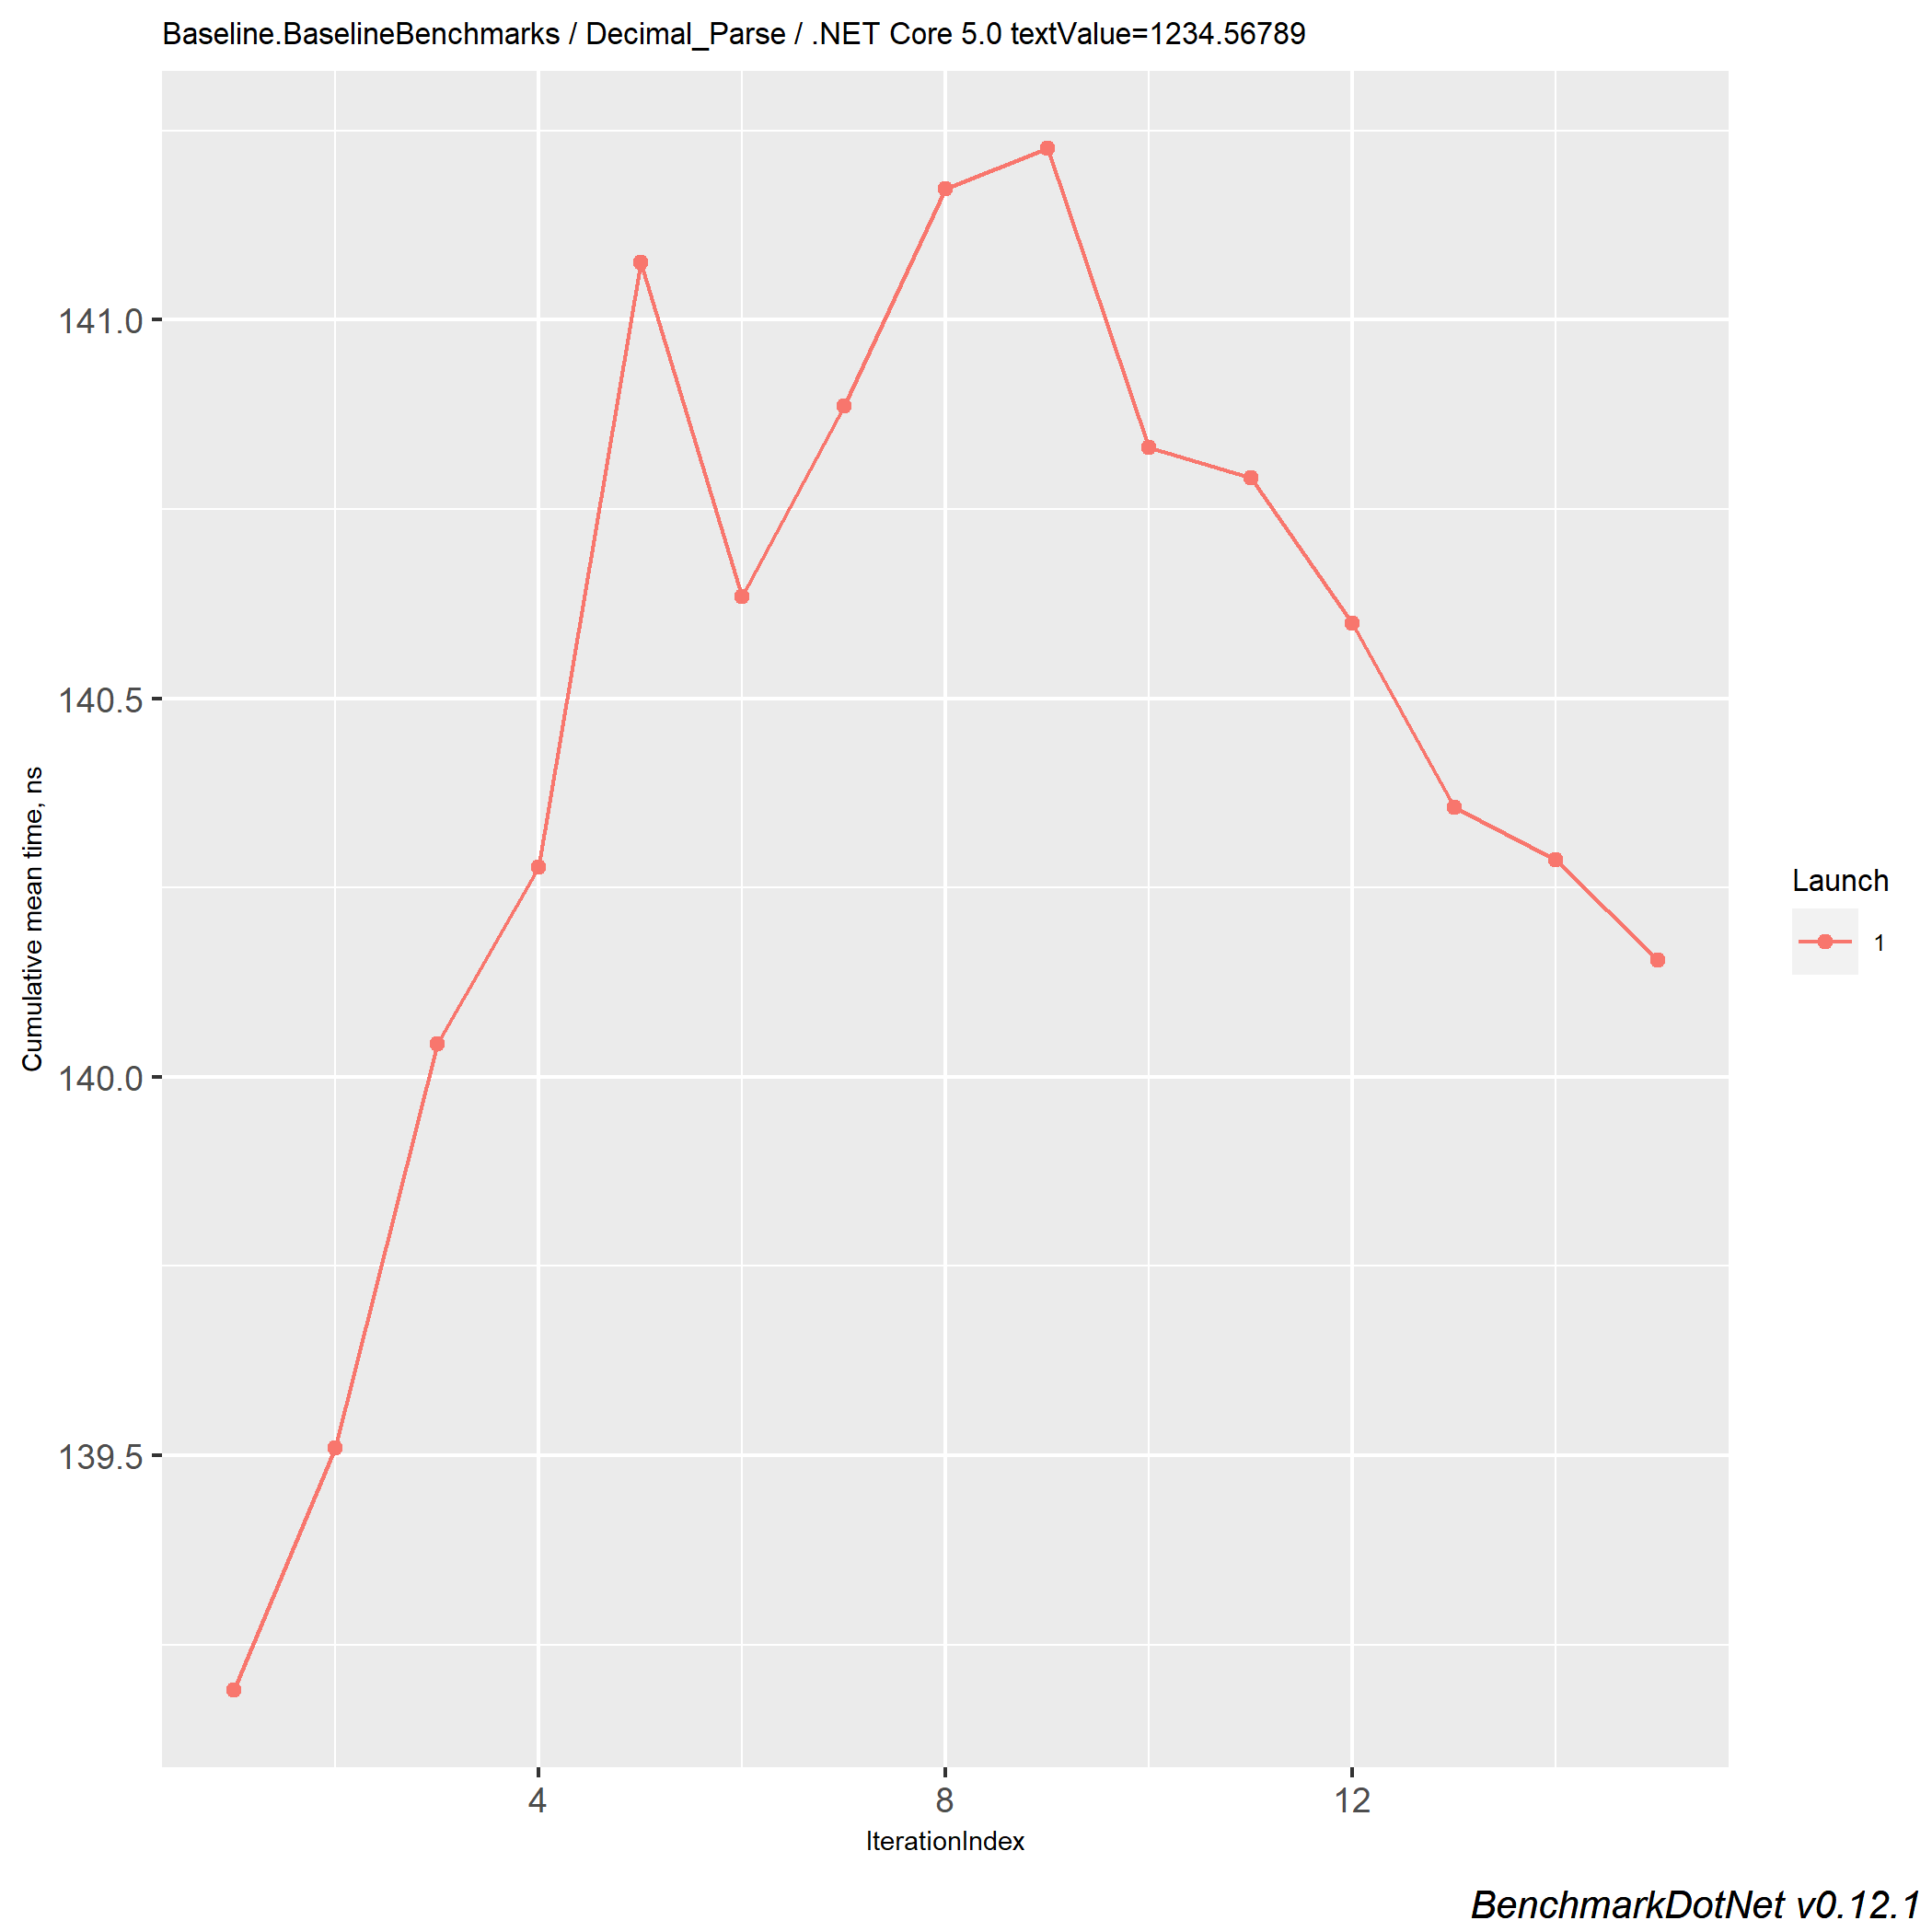 Baseline.BaselineBenchmarks / Decimal_Parse / .NET Core 5.0 textValue=1234.56789
141.0
140.5
140.0
139.5
Cumulative mean time, ns
4
8
12
IterationIndex
Launch
1
BenchmarkDotNet v0.12.1